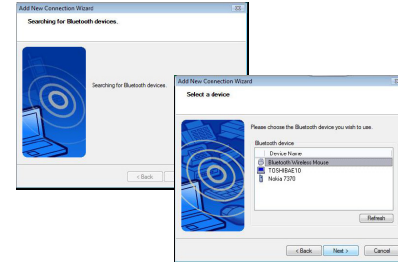 Add New Connection Wizard
Searching for Bluetooth devices.
Searching for Bluetooth devices.
< Back
Add New Connection Wizard
Select a device
Please choose the Bluetooth device you wish to use.
Bluetooth device
Device Name
Bluetooth Wireless Mouse
TOSHIBAE10
Nokia 7370
Refresh
< Back
Next >
Cancel